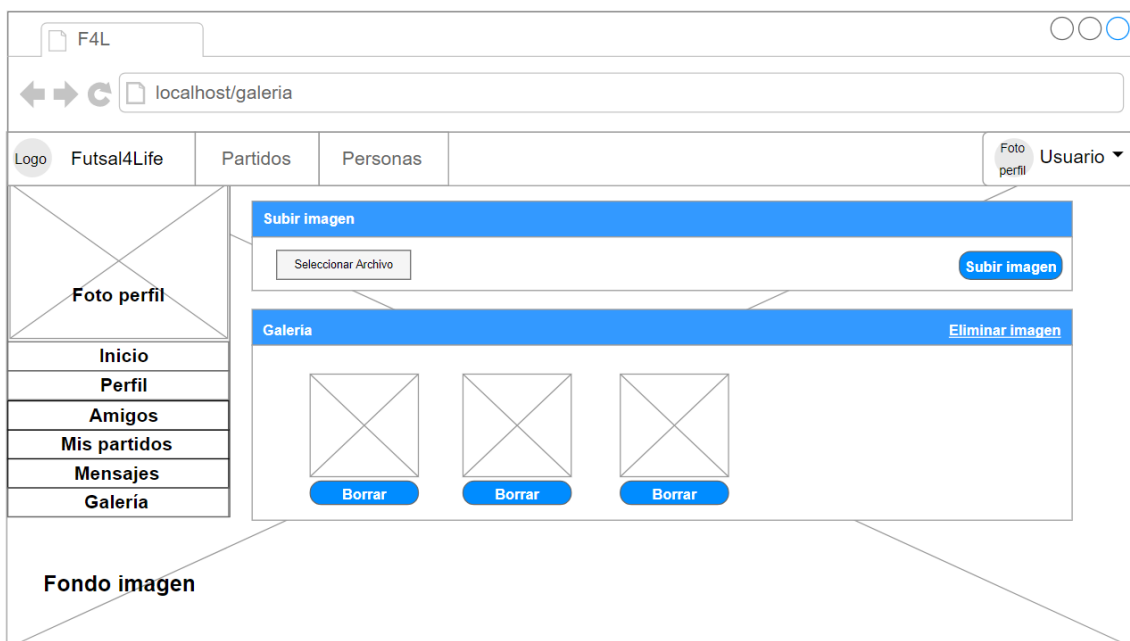 F4L
localhost/galeria
Logo Futsal4Life Partidos Personas Foto perfil Usuario
Foto perfil
Inicio
Perfil
Amigos
Mis partidos
Mensajes
Galería
Subir imagen
Seleccionar Archivo Subir imagen
Galeria Eliminar imagen
Borrar Borrar Borrar
Fondo imagen